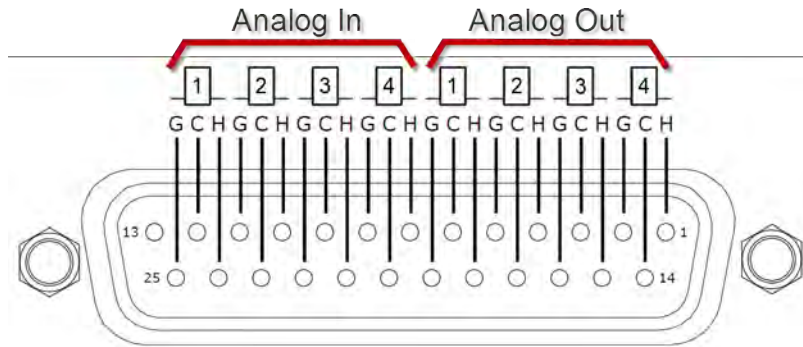 Analog In Analog Out
1 2 3 4 1 2 3 4
G C H G C H G C H G C H G C H G C H G C H G C H
13 1
25 14